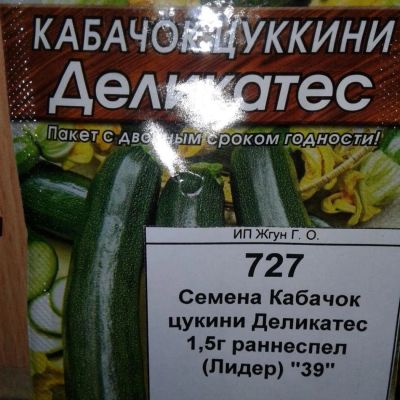 КАБАЧОК ЦУККИНИ
Деликатес
Пакет с двойным сроком годности!
ИП Жгун Г. О.
727
Семена Кабачок
цукини Деликатес
1,5г раннеспел
(Лидер) "39"